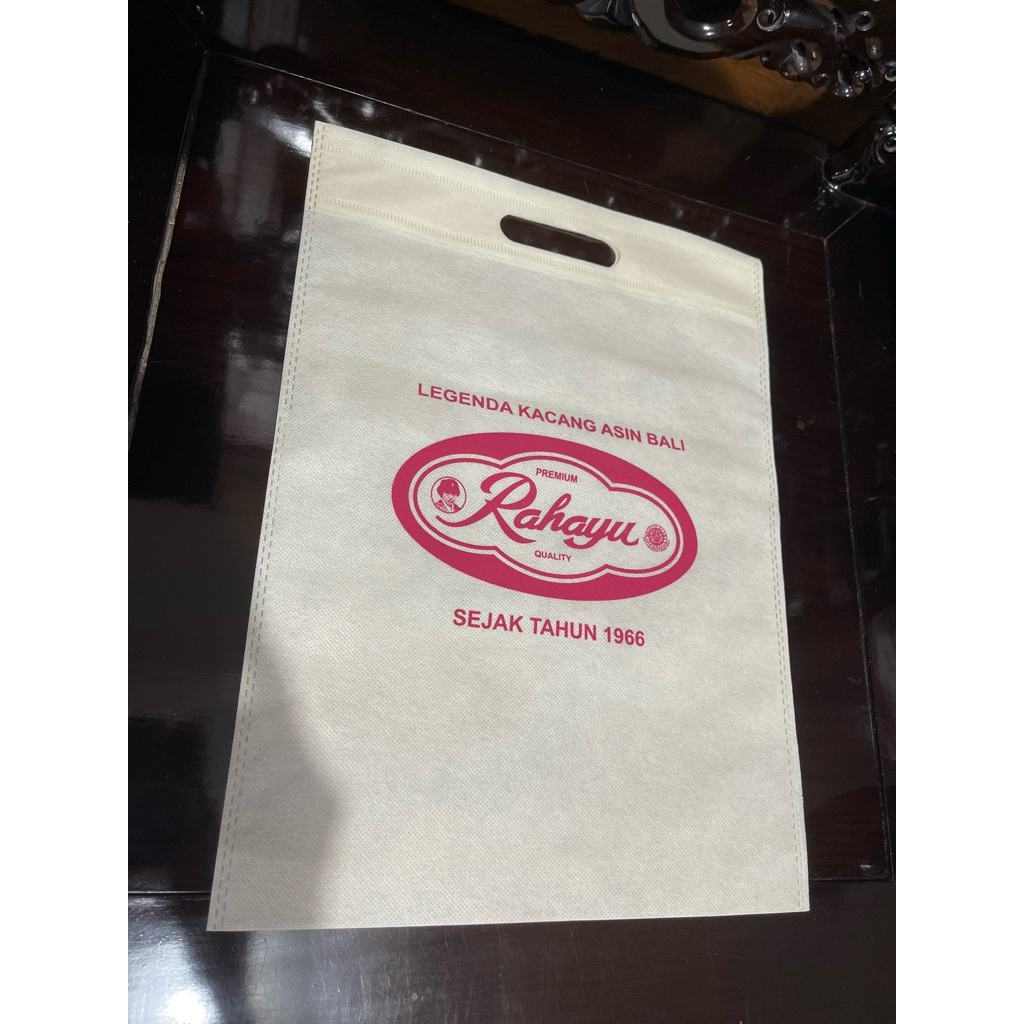 LEGENDA KACANG ASIN BALI
PREMIUM
Rahayu
QUALITY
SEJAK TAHUN 1966